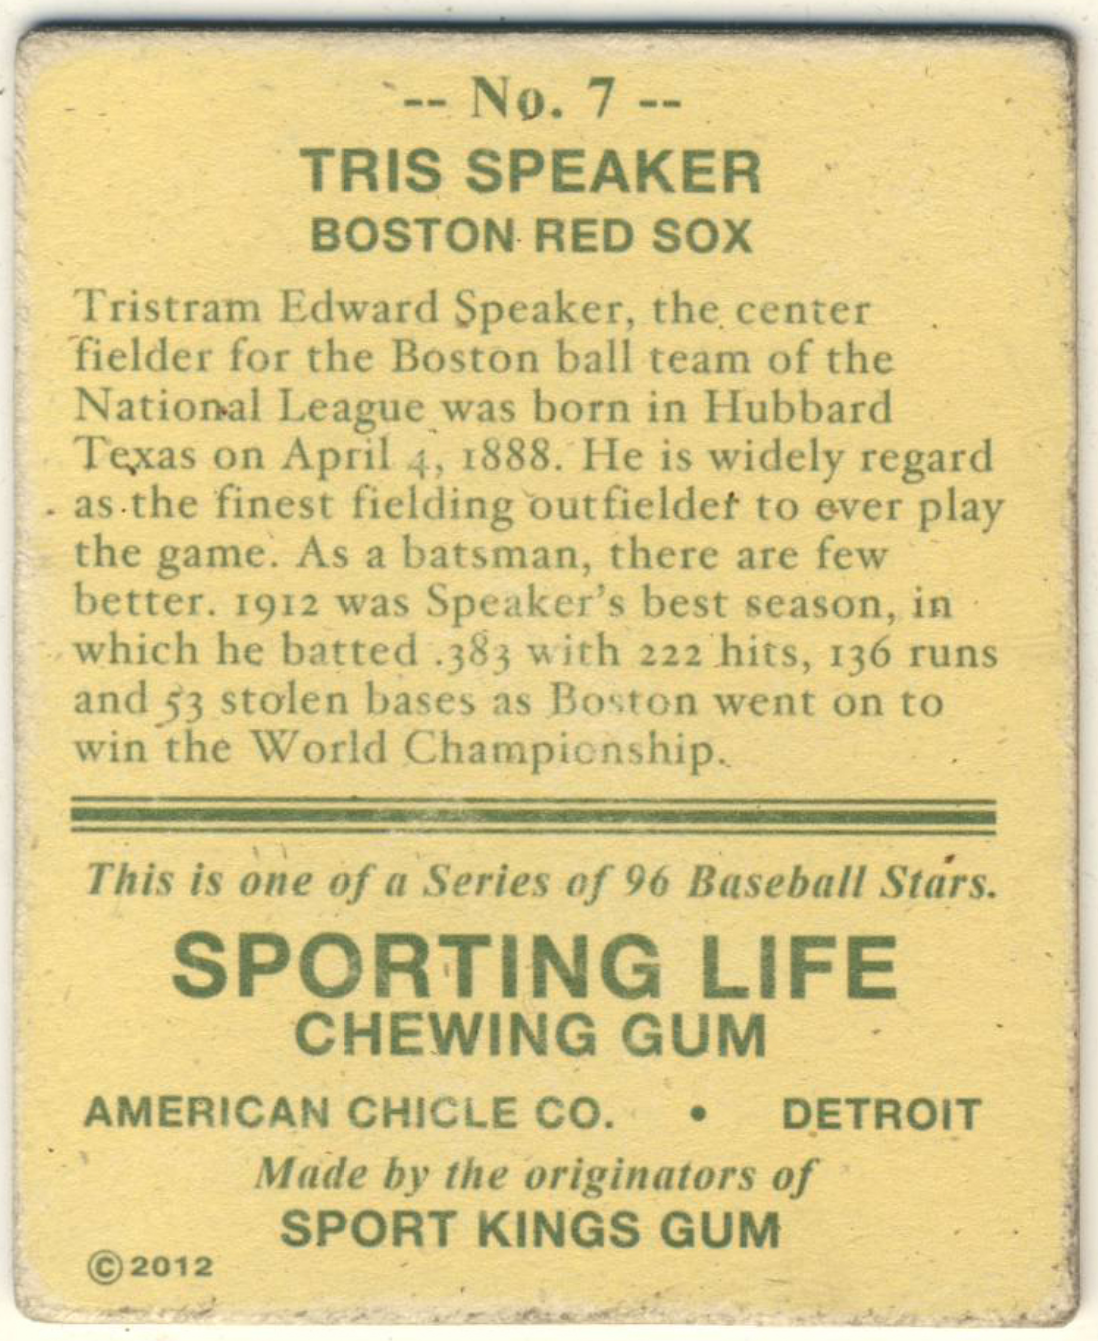 -- No. 7 --
TRIS SPEAKER
BOSTON RED SOX
Tristram Edward Speaker, the center
fielder for the Boston ball team of the
National League was born in Hubbard
Texas on April 4, 1888. He is widely regard
as the finest fielding outfielder to ever play
the game. As a batsman, there are few
better. 1912 was Speaker's best season, in
which he batted .383 with 222 hits, 136 runs
and 53 stolen bases as Boston went on to
win the World Championship.
This is one of a Series of 96 Baseball Stars.
SPORTING LIFE
CHEWING GUM
AMERICAN CHICLE CO. • DETROIT
Made by the originators of
SPORT KINGS GUM
©2012